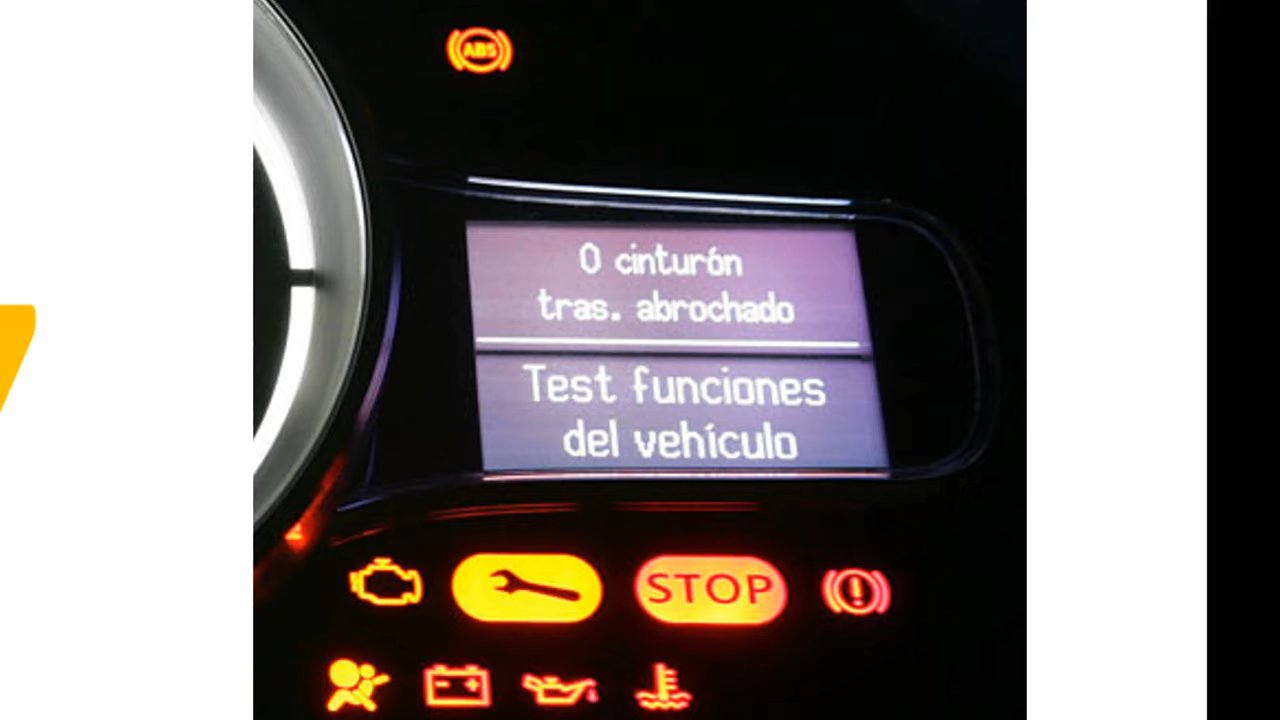 ABS
0 cinturón
tras. abrochado
Test funciones
del vehículo
STOP